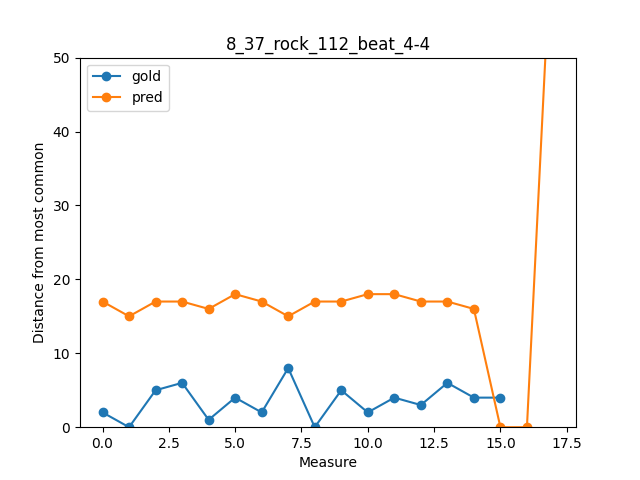 8_37_rock_112_beat_4-4
gold
pred
Distance from most common
50
40
30
20
10
0
0.0 2.5 5.0 7.5 10.0 12.5 15.0 17.5
Measure